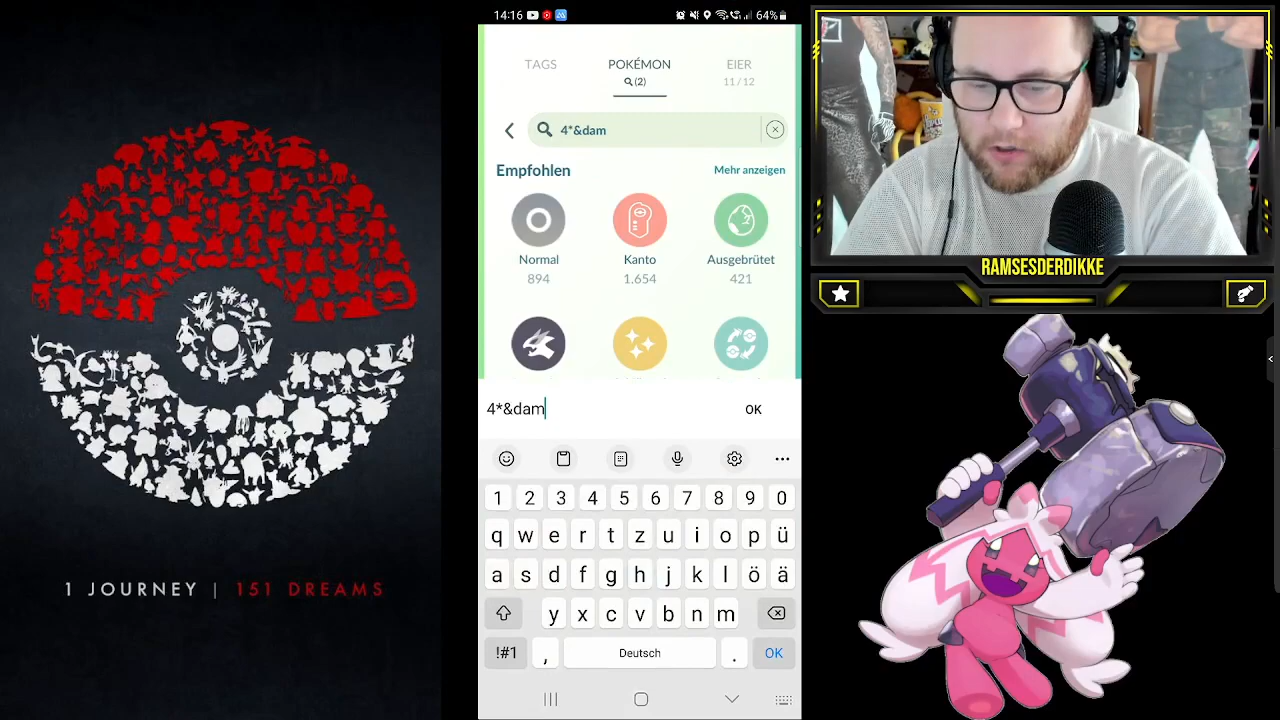 1 JOURNEY | 151 DREAMS
14:16
64%
TAGS
POKÉMON
(2)
EIER
11/12
4*&dam
Empfohlen
Mehr anzeigen
Normal
894
Kanto
1.654
Ausgebrütet
421
4*&dam
OK
1 2 3 4 5 6 7 8 9 0
q w e r t z u i o p ü
a s d f g h j k l ö ä
y x c v b n m
!#1 , Deutsch . OK
RAMSESDERDIKKE